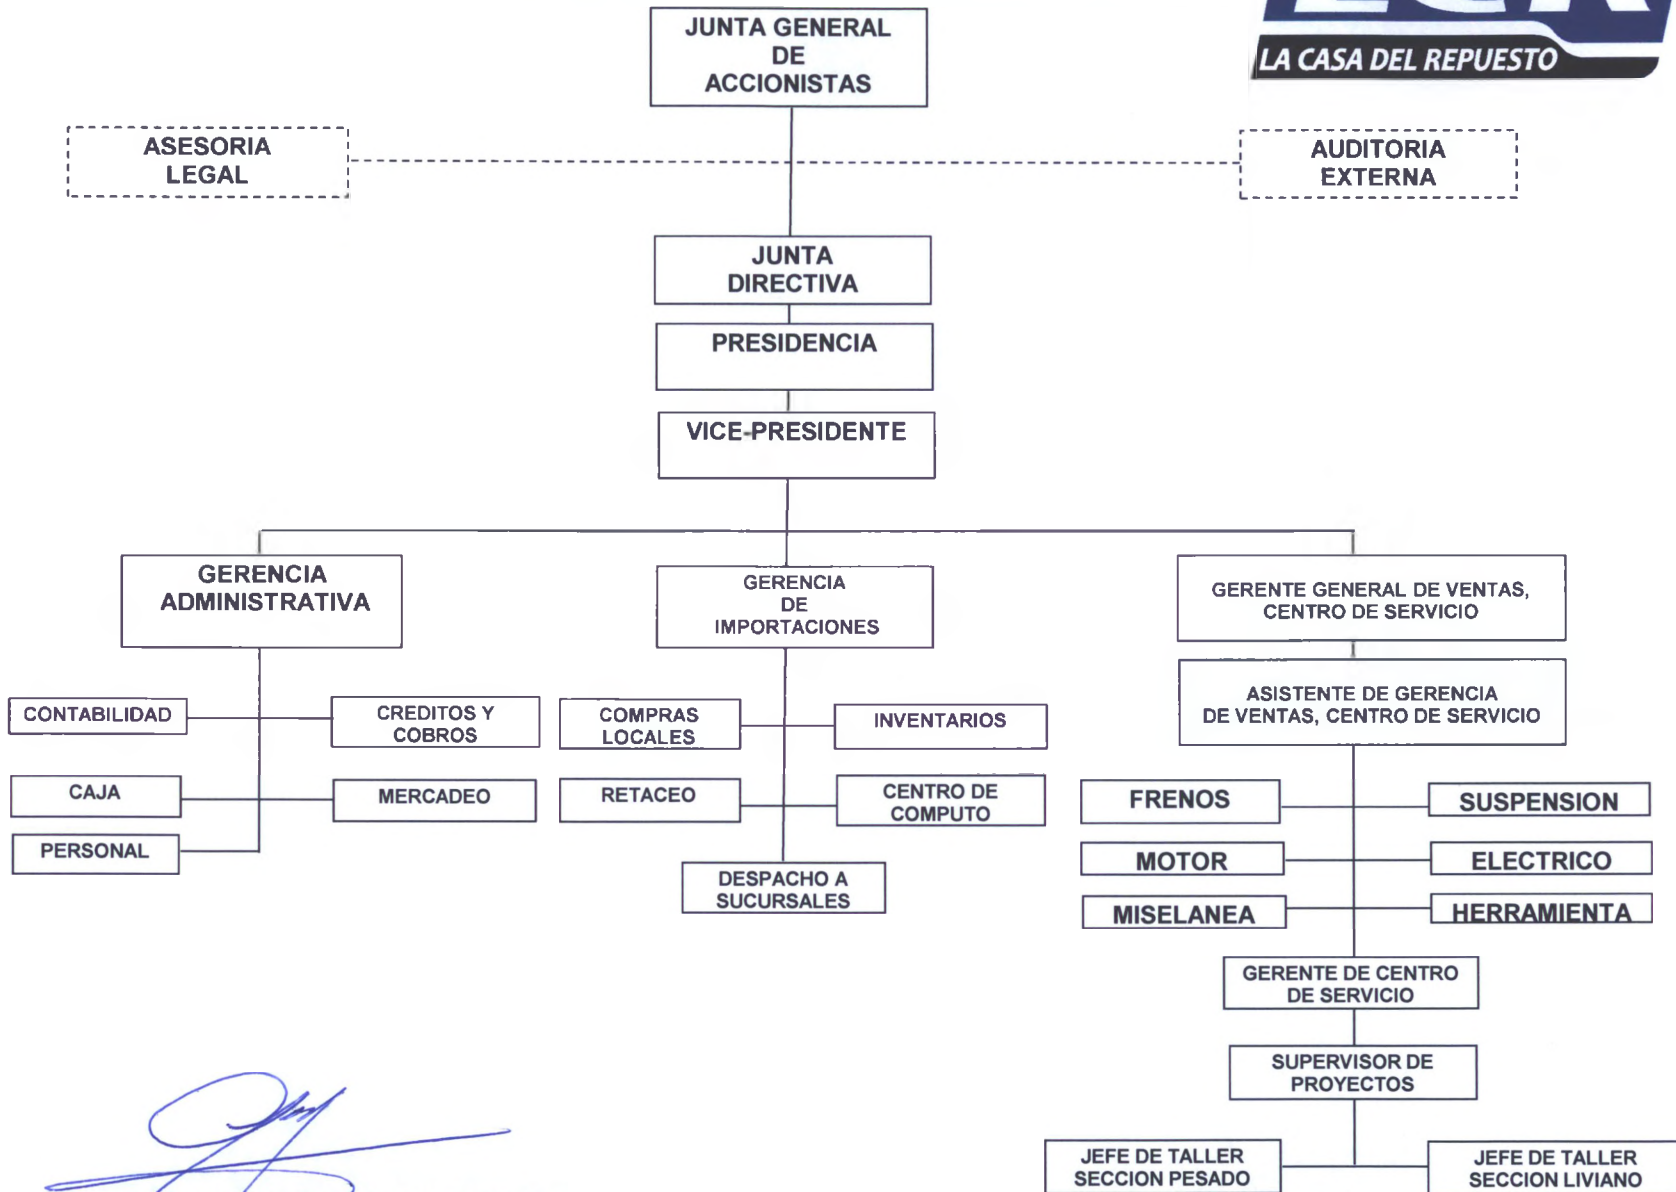 JUNTA GENERAL
DE
ACCIONISTAS
LA CASA DEL REPUESTO
ASESORIA
LEGAL
AUDITORIA
EXTERNA
JUNTA
DIRECTIVA
PRESIDENCIA
VICE-PRESIDENTE
GERENCIA
ADMINISTRATIVA
GERENCIA
DE
IMPORTACIONES
GERENTE GENERAL DE VENTAS,
CENTRO DE SERVICIO
ASISTENTE DE GERENCIA
DE VENTAS, CENTRO DE SERVICIO
CONTABILIDAD
CREDITOS Y
COBROS
CAJA
MERCADEO
PERSONAL
COMPRAS
LOCALES
INVENTARIOS
RETACEO
CENTRO DE
COMPUTO
DESPACHO A
SUCURSALES
FRENOS
SUSPENSION
MOTOR
ELECTRICO
MISELANEA
HERRAMIENTA
GERENTE DE CENTRO
DE SERVICIO
SUPERVISOR DE
PROYECTOS
JEFE DE TALLER
SECCION PESADO
JEFE DE TALLER
SECCION LIVIANO